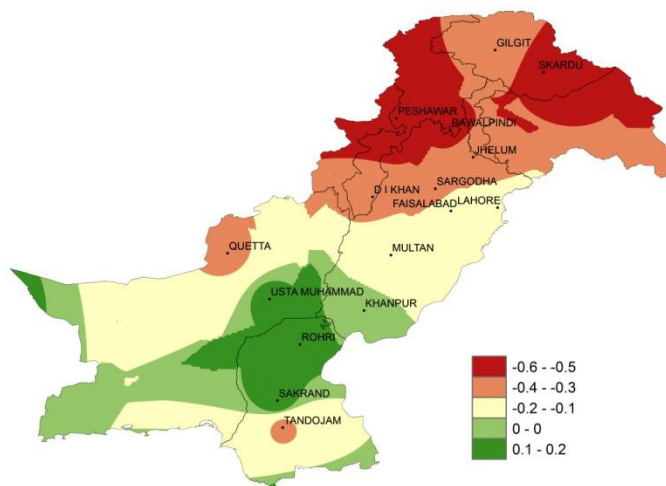 GILGIT
SKARDU
PESHAWAR
RAWALPINDI
JHELUM
SARGODHA
D I KHAN
FAISALABAD
LAHORE
QUETTA
MULTAN
USTA MUHAMMAD
KHANPUR
ROHRI
SAKRAND
TANDOJAM
-0.6 - -0.5
-0.4 - -0.3
-0.2 - -0.1
0 - 0
0.1 - 0.2